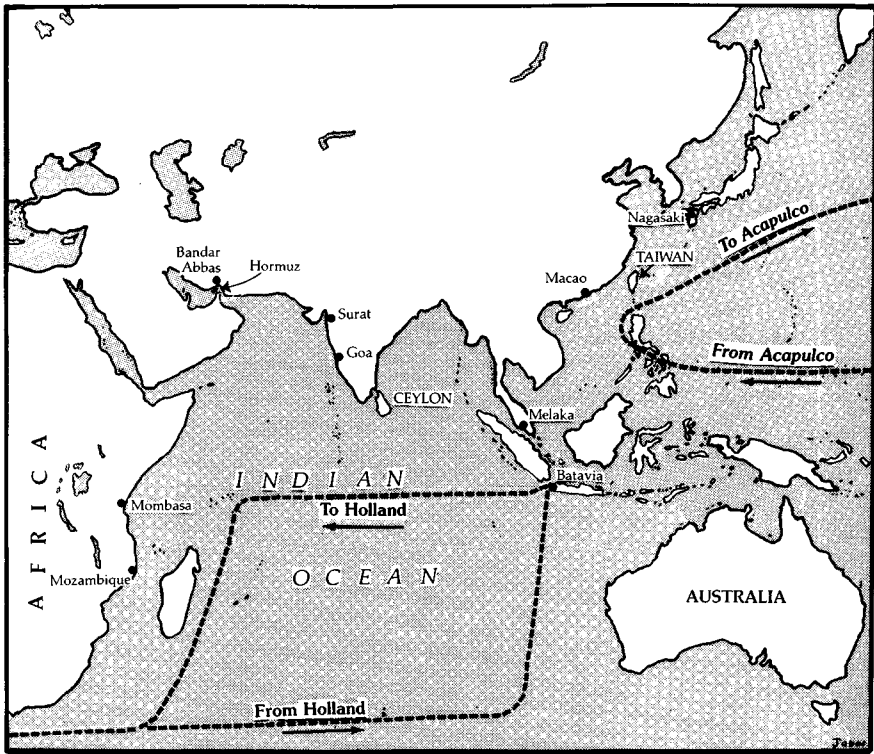 Nagasaki
To Acapulco
TAIWAN
Bandar
Abbas
Hormuz
Macao
Surat
Goa
From Acapulco
CEYLON
Melaka
AFRICA
INDIAN
Batavia
To Holland
Mombasa
OCEAN
Mozambique
AUSTRALIA
From Holland